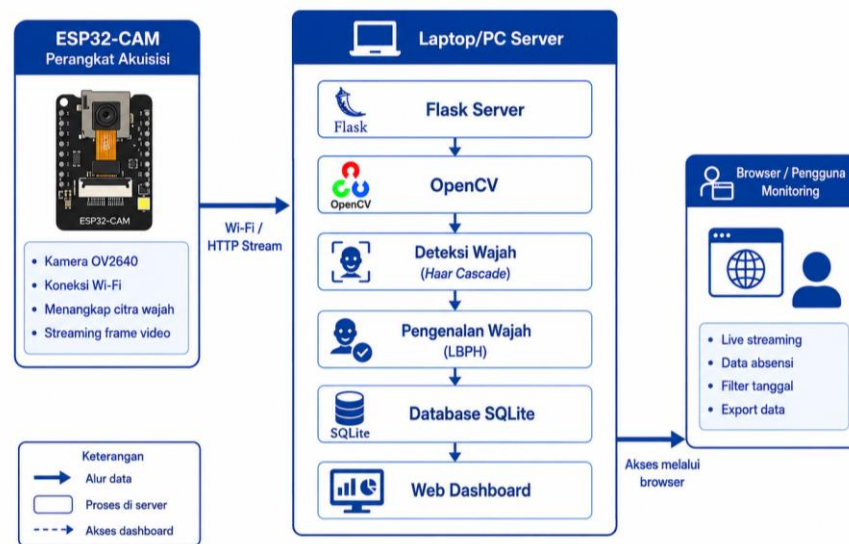 ESP32-CAM
Perangkat Akuisisi
ESP32-CAM
Kamera OV2640
Koneksi Wi-Fi
Menangkap citra wajah
Streaming frame video
Wi-Fi /
HTTP Stream
Laptop/PC Server
Flask
Flask Server
OpenCV
OpenCV
Deteksi Wajah
(Haar Cascade)
Pengenalan Wajah
(LBPH)
SQLite
Database SQLite
Web Dashboard
Akses melalui
browser
Browser / Pengguna
Monitoring
Live streaming
Data absensi
Filter tanggal
Export data
Keterangan
Alur data
Proses di server
Akses dashboard